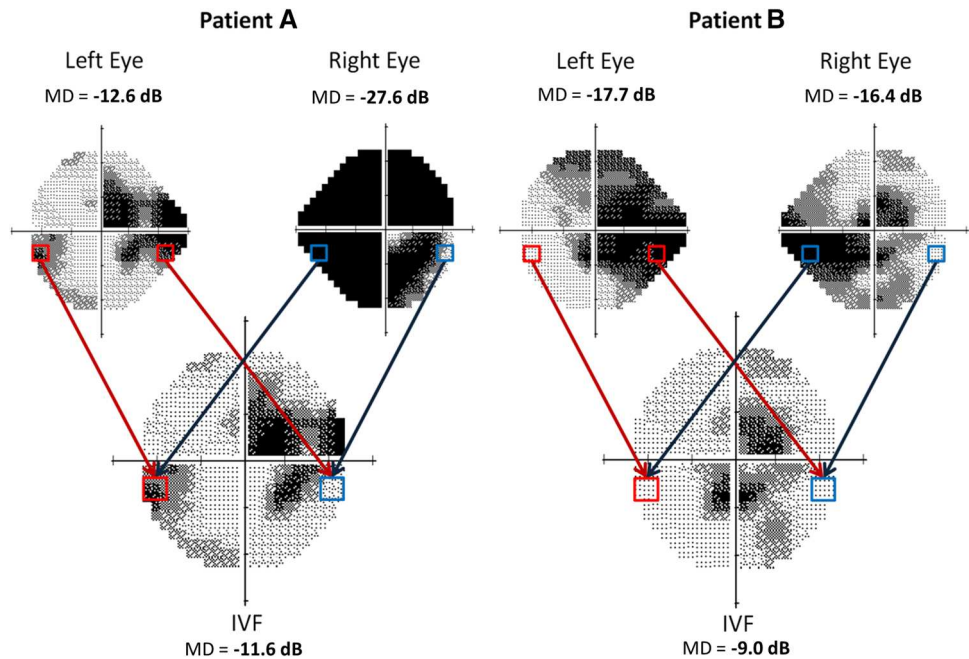 Patient A
Patient B
Left Eye
Right Eye
Left Eye
Right Eye
MD = -12.6 dB
MD = -27.6 dB
MD = -17.7 dB
MD = -16.4 dB
IVF
IVF
MD = -11.6 dB
MD = -9.0 dB